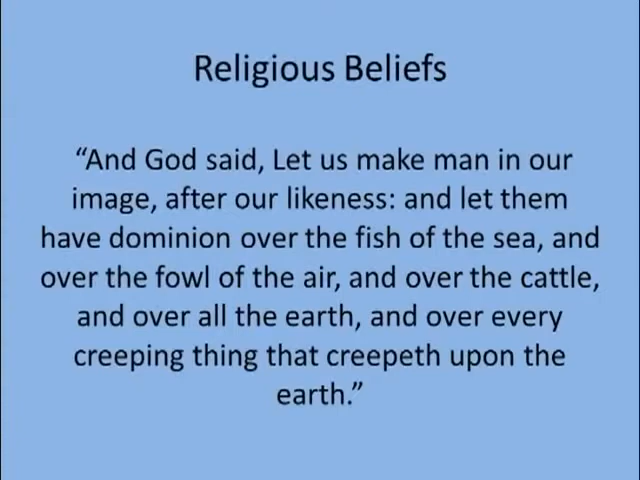 Religious Beliefs
“And God said, Let us make man in our
image, after our likeness: and let them
have dominion over the fish of the sea, and
over the fowl of the air, and over the cattle,
and over all the earth, and over every
creeping thing that creepeth upon the
earth.”